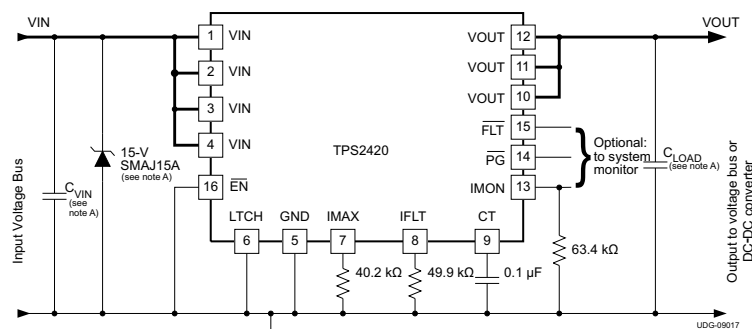 VIN
VOUT
1 VIN
2 VIN
3 VIN
4 VIN
16 EN
VOUT 12
VOUT 11
VOUT 10
FLT 15
PG 14
IMON 13
TPS2420
Optional:
to system
monitor
15-V
SMAJ15A
(see note A)
CVIN
(see
note A)
CLOAD
(see note A)
LTCH GND IMAX IFLT CT
6 5 7 8 9
40.2 kΩ
49.9 kΩ
0.1 µF
63.4 kΩ
Input Voltage Bus
Output to voltage bus or
DC-DC converter
UDG-09017